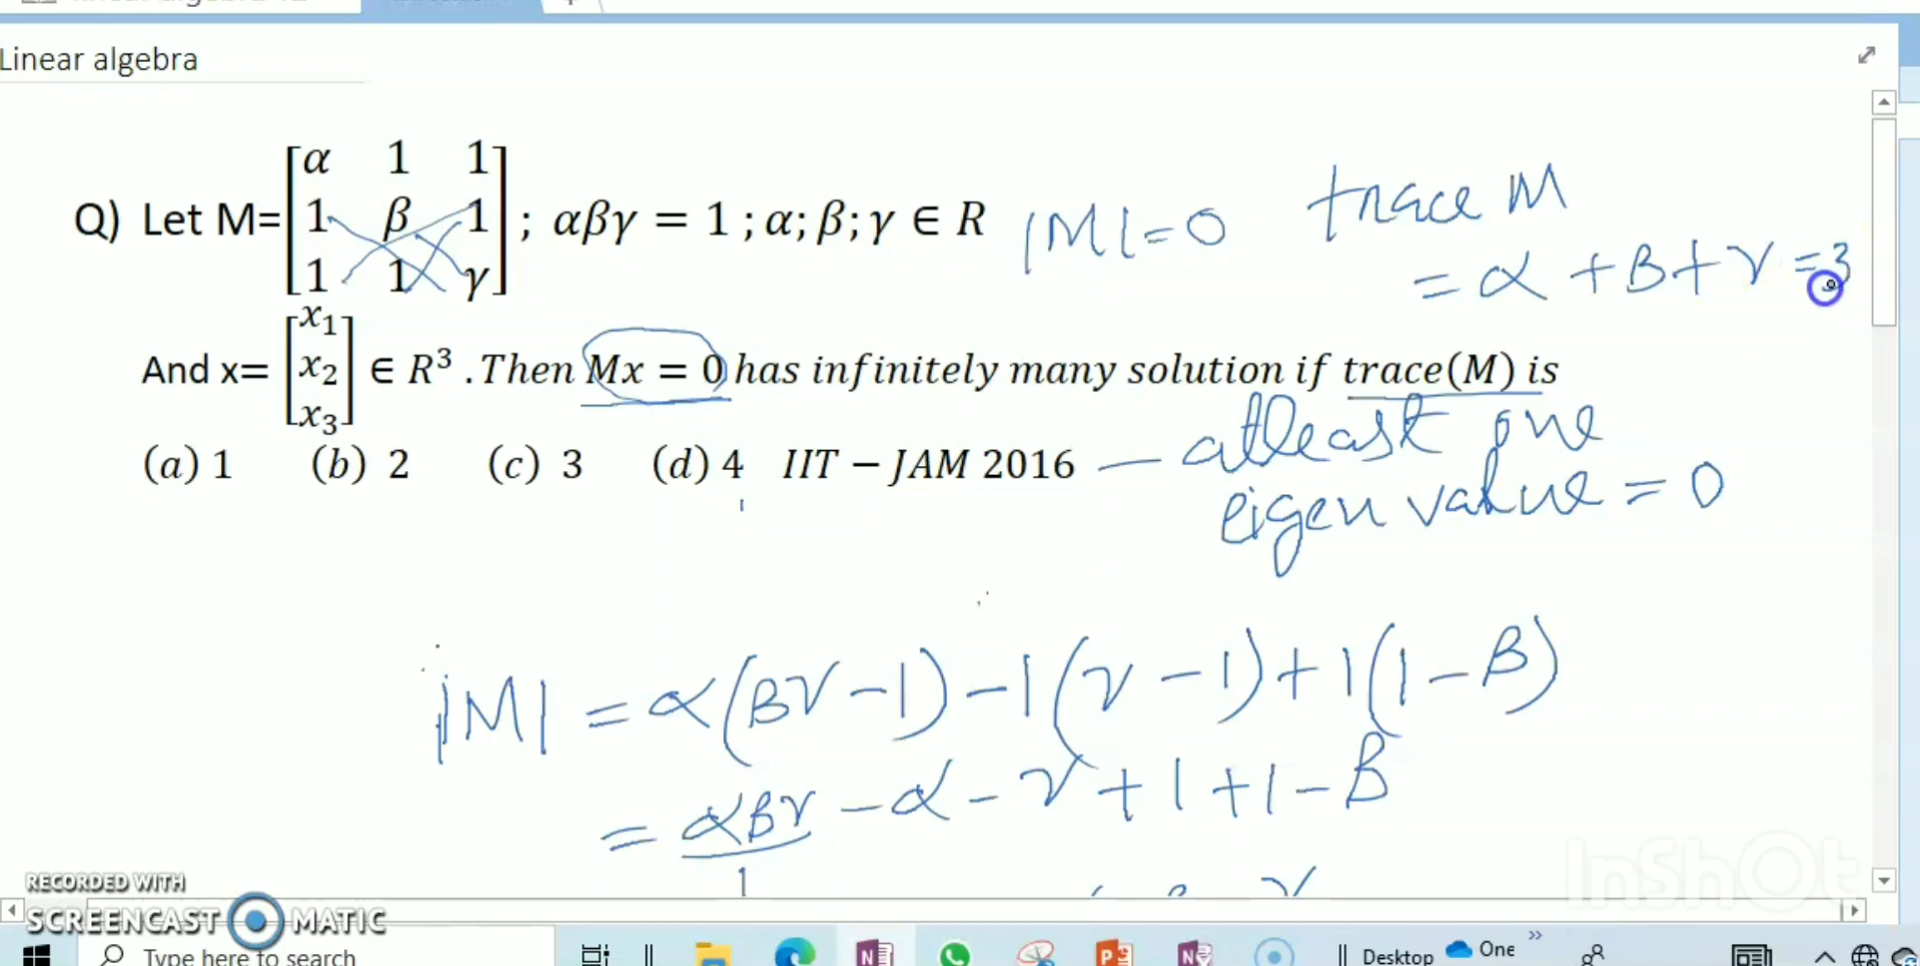 Linear algebra
Q) Let M= [α 1 1
1 β 1
1 1 γ] ; αβγ = 1 ; α; β; γ ∈ R
|M|=0 trace M
= α + β + γ = 3
And x= [x₁
x₂
x₃] ∈ R³ . Then Mx = 0 has infinitely many solution if trace(M) is
(a) 1 (b) 2 (c) 3 (d) 4 IIT – JAM 2016 — atleast one
eigen value = 0
|M| = α(βγ – 1) – 1(γ – 1) + 1(1 – β)
= αβγ – α – γ + 1 + 1 – β
1
InShOt
RECORDED WITH
SCREENCAST MATIC
Type here to search
Desktop
One